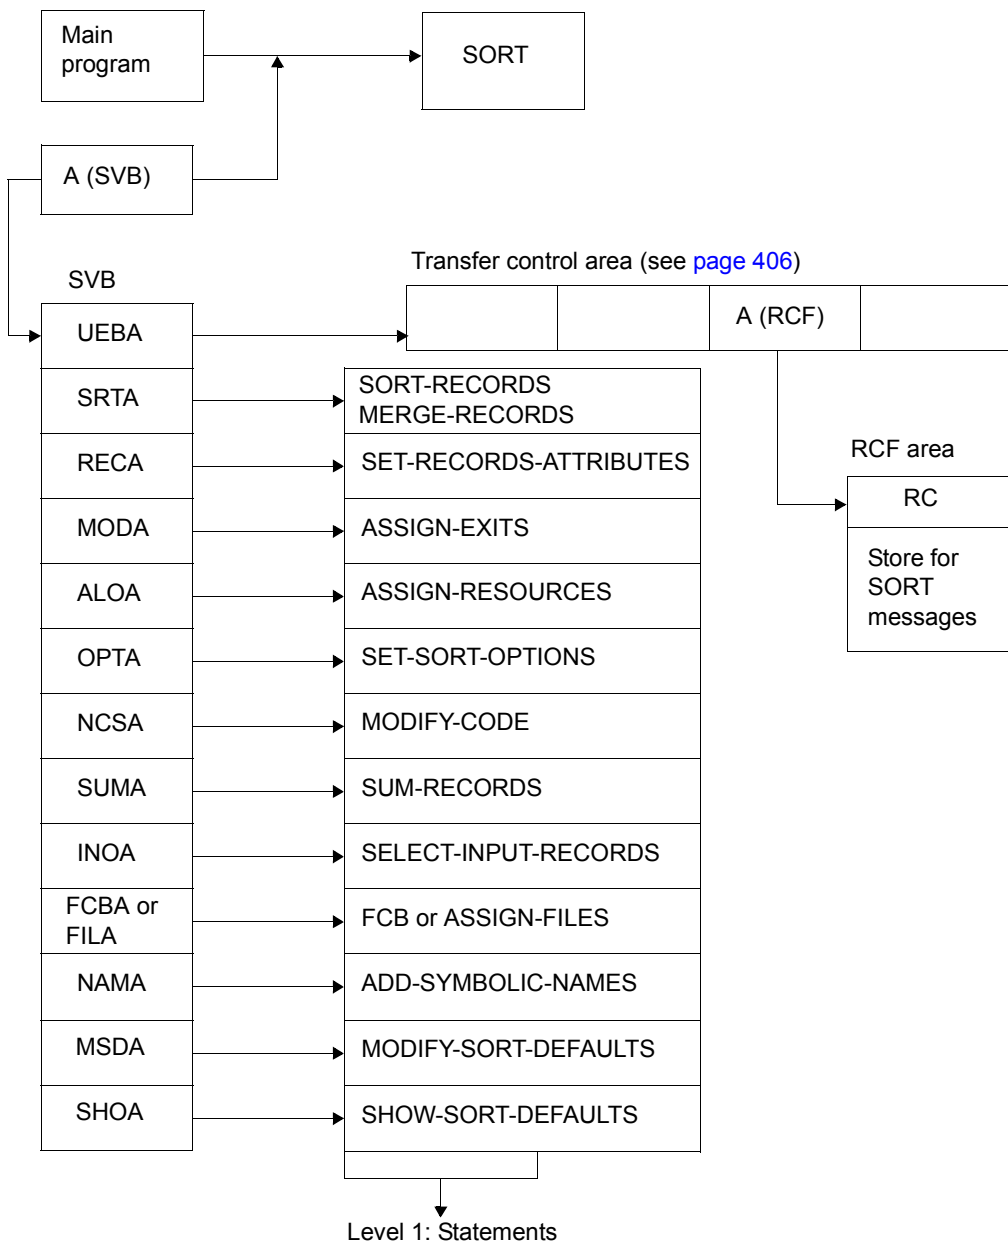 Main
program
SORT
A (SVB)
Transfer control area (see page 406)
SVB
UEBA
A (RCF)
SRTA
SORT-RECORDS
MERGE-RECORDS
RECA
SET-RECORDS-ATTRIBUTES
RCF area
MODA
ASSIGN-EXITS
RC
ALOA
ASSIGN-RESOURCES
Store for
SORT
messages
OPTA
SET-SORT-OPTIONS
NCSA
MODIFY-CODE
SUMA
SUM-RECORDS
INOA
SELECT-INPUT-RECORDS
FCBA or
FILA
FCB or ASSIGN-FILES
NAMA
ADD-SYMBOLIC-NAMES
MSDA
MODIFY-SORT-DEFAULTS
SHOA
SHOW-SORT-DEFAULTS
Level 1: Statements